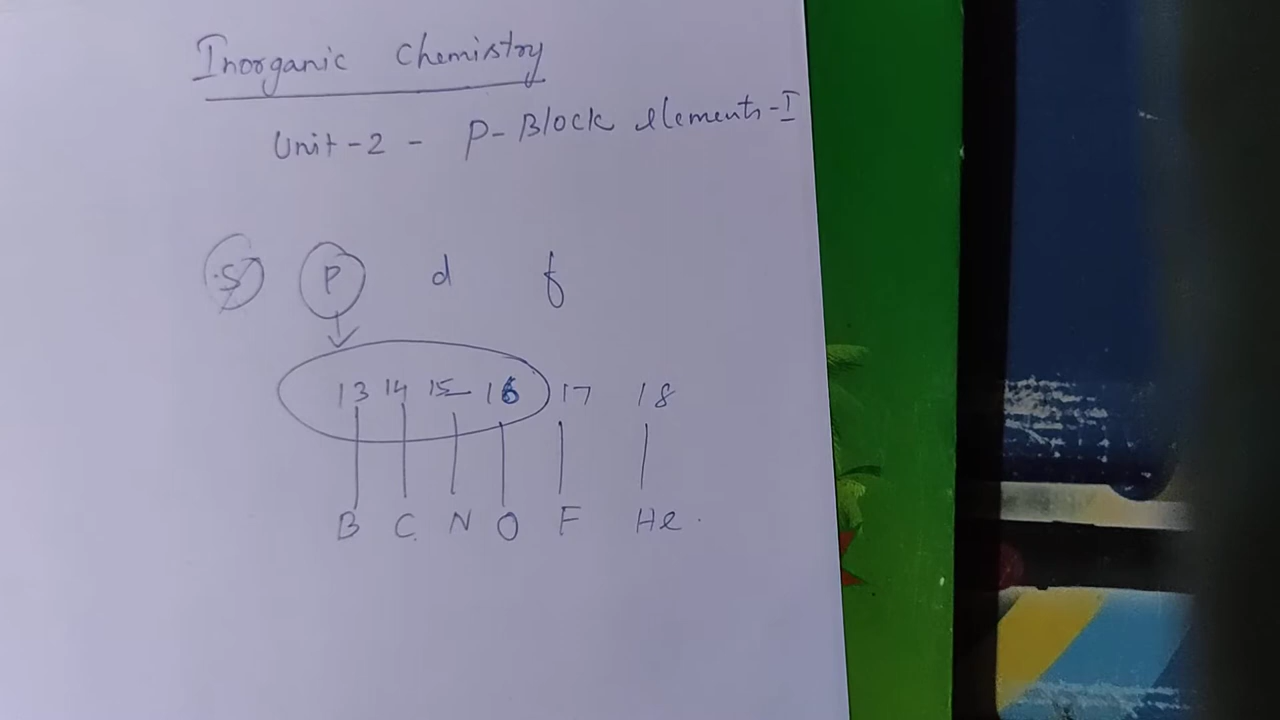 Inorganic Chemistry
Unit-2 - P-Block elements-I
S P d f
13 14 15 16 17 18
B C N O F He.